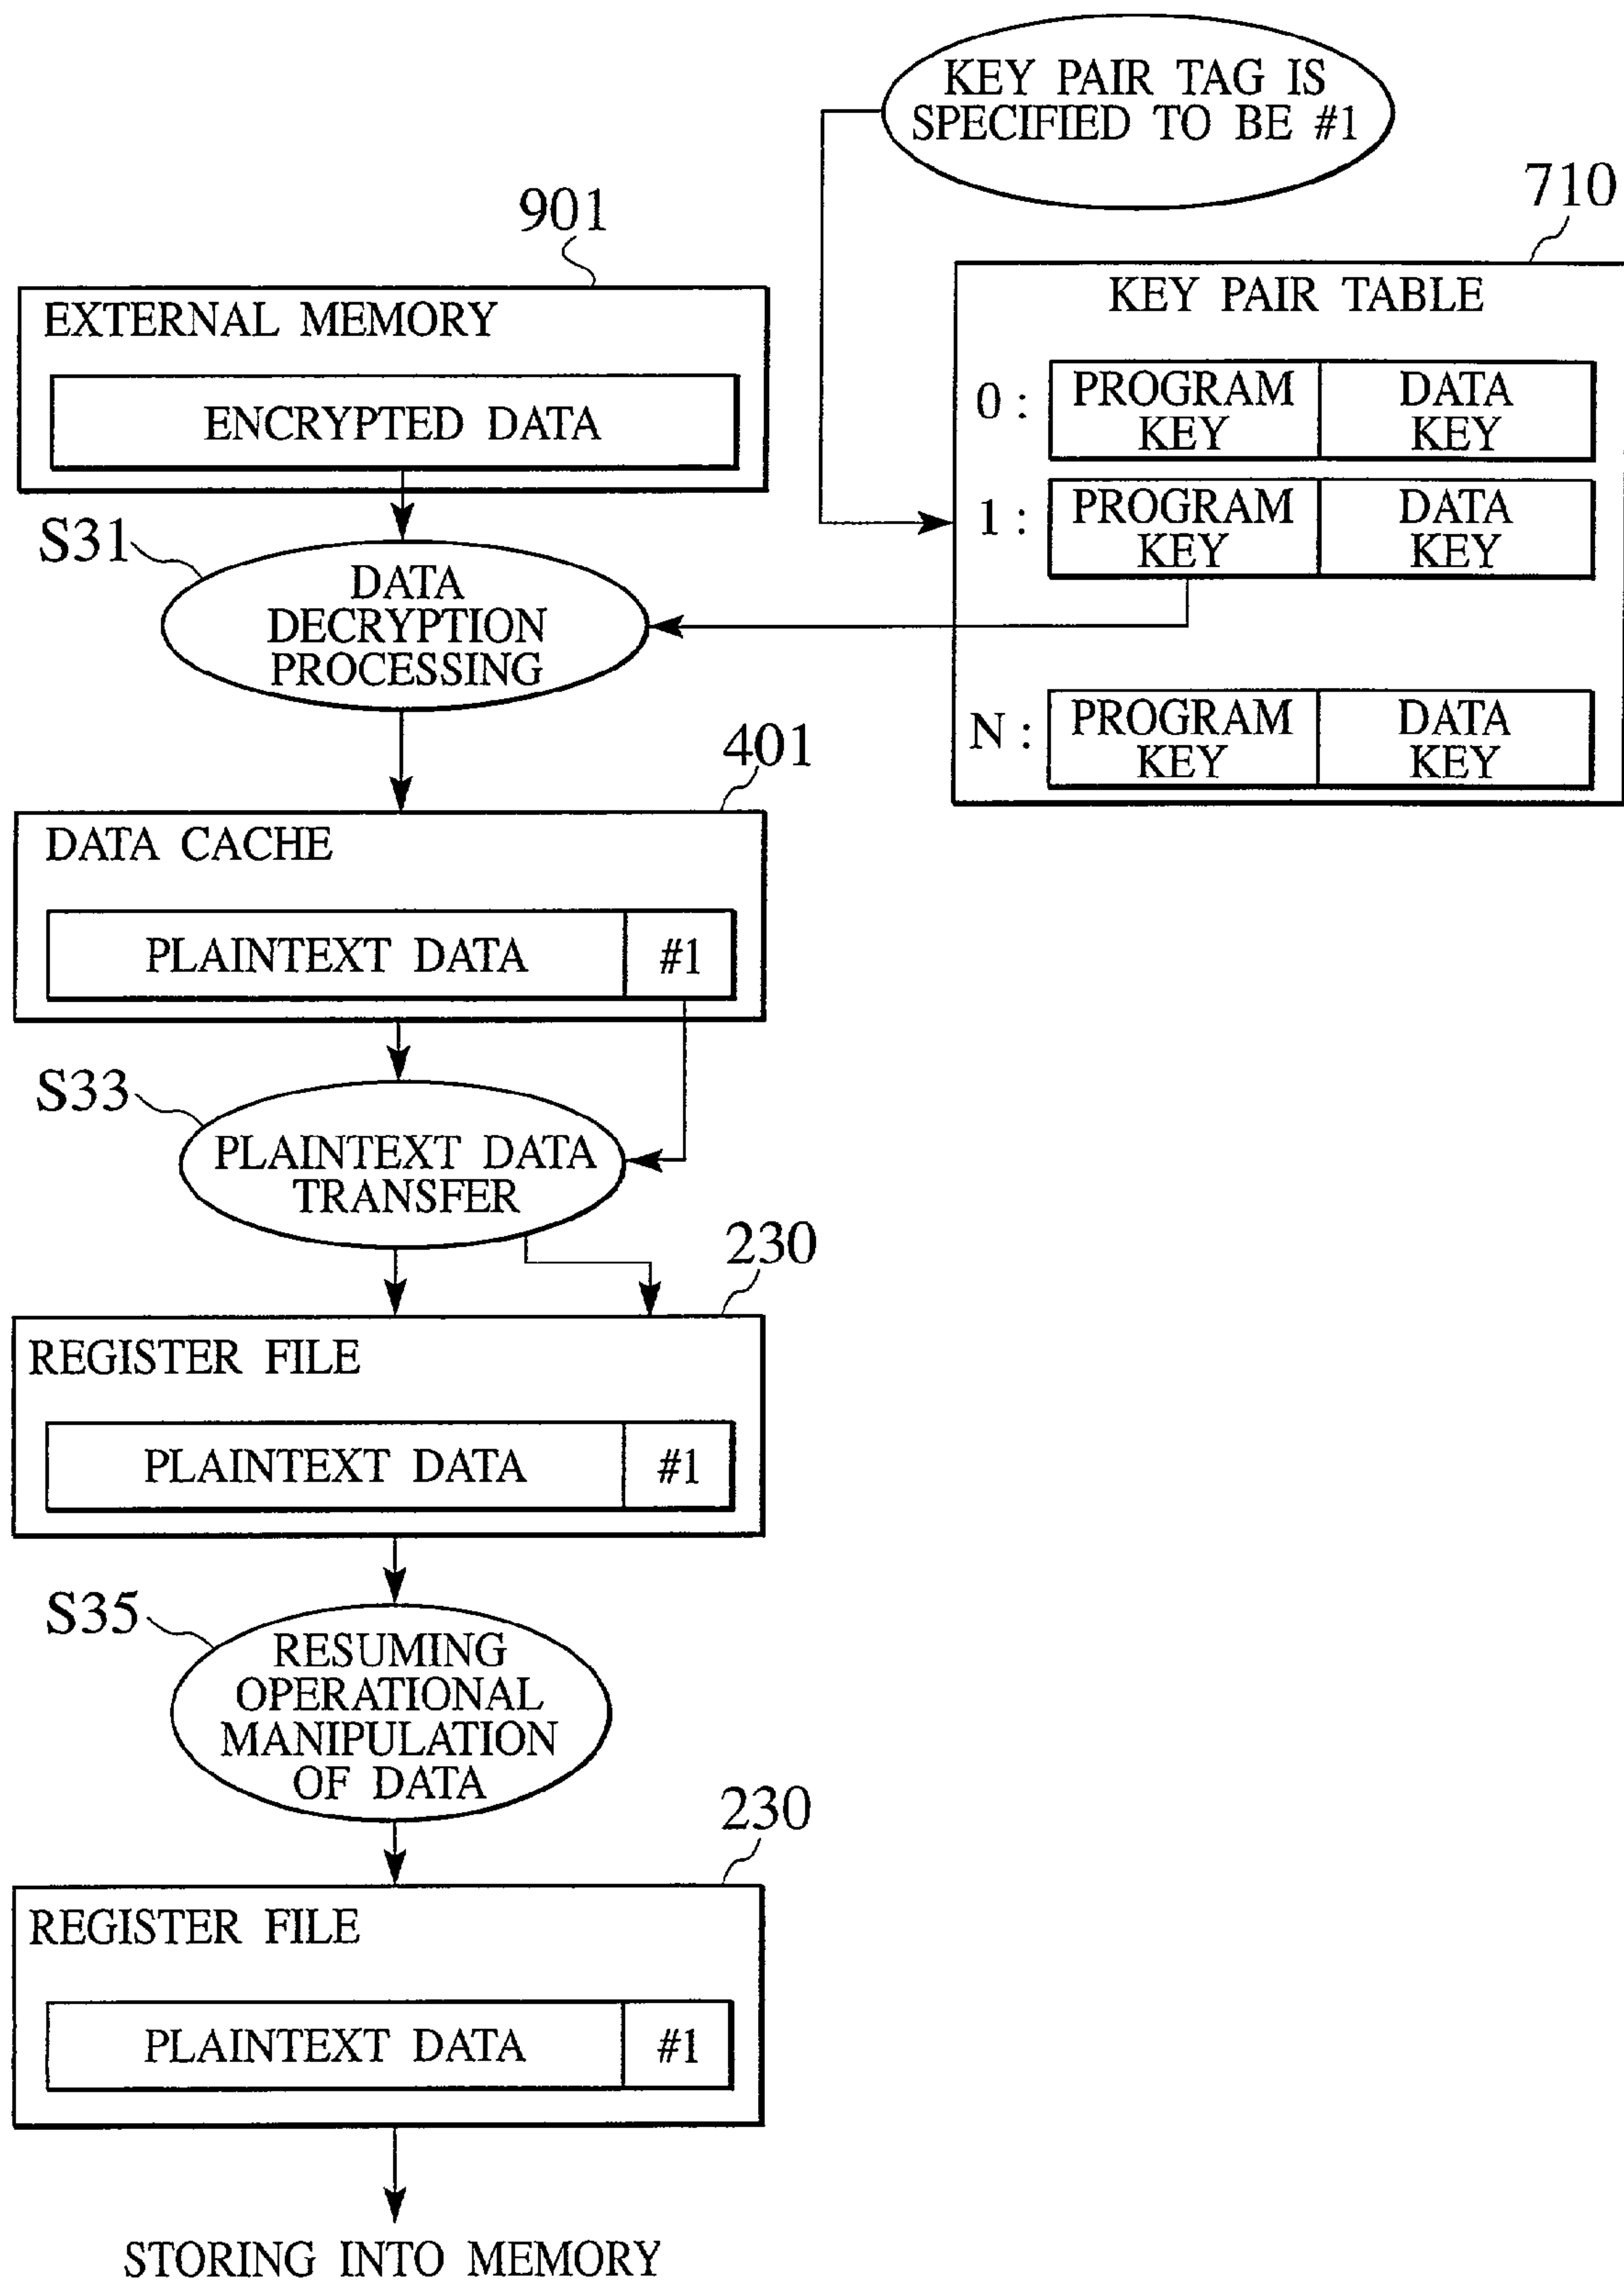 KEY PAIR TAG IS
SPECIFIED TO BE #1
710
KEY PAIR TABLE
0 :
PROGRAM
KEY
DATA
KEY
1 :
PROGRAM
KEY
DATA
KEY
N :
PROGRAM
KEY
DATA
KEY
901
EXTERNAL MEMORY
ENCRYPTED DATA
S31
DATA
DECRYPTION
PROCESSING
401
DATA CACHE
PLAINTEXT DATA
#1
S33
PLAINTEXT DATA
TRANSFER
230
REGISTER FILE
PLAINTEXT DATA
#1
S35
RESUMING
OPERATIONAL
MANIPULATION
OF DATA
230
REGISTER FILE
PLAINTEXT DATA
#1
STORING INTO MEMORY